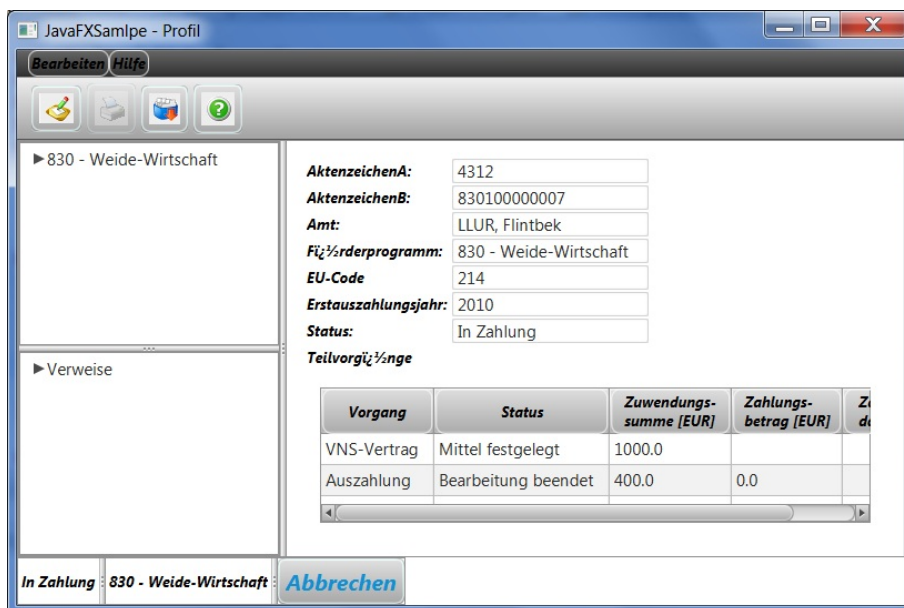 JavaFXSamlpe - Profil
Bearbeiten Hilfe
830 - Weide-Wirtschaft
AktenzeichenA: 4312
AktenzeichenB: 830100000007
Amt: LLUR, Flintbek
Fï¿½rderprogramm: 830 - Weide-Wirtschaft
EU-Code 214
Erstauszahlungsjahr: 2010
Status: In Zahlung
Teilvorgï¿½nge
Verweise
Vorgang Status Zuwendungs-summe [EUR] Zahlungs-betrag [EUR]
VNS-Vertrag Mittel festgelegt 1000.0
Auszahlung Bearbeitung beendet 400.0 0.0
In Zahlung 830 - Weide-Wirtschaft Abbrechen